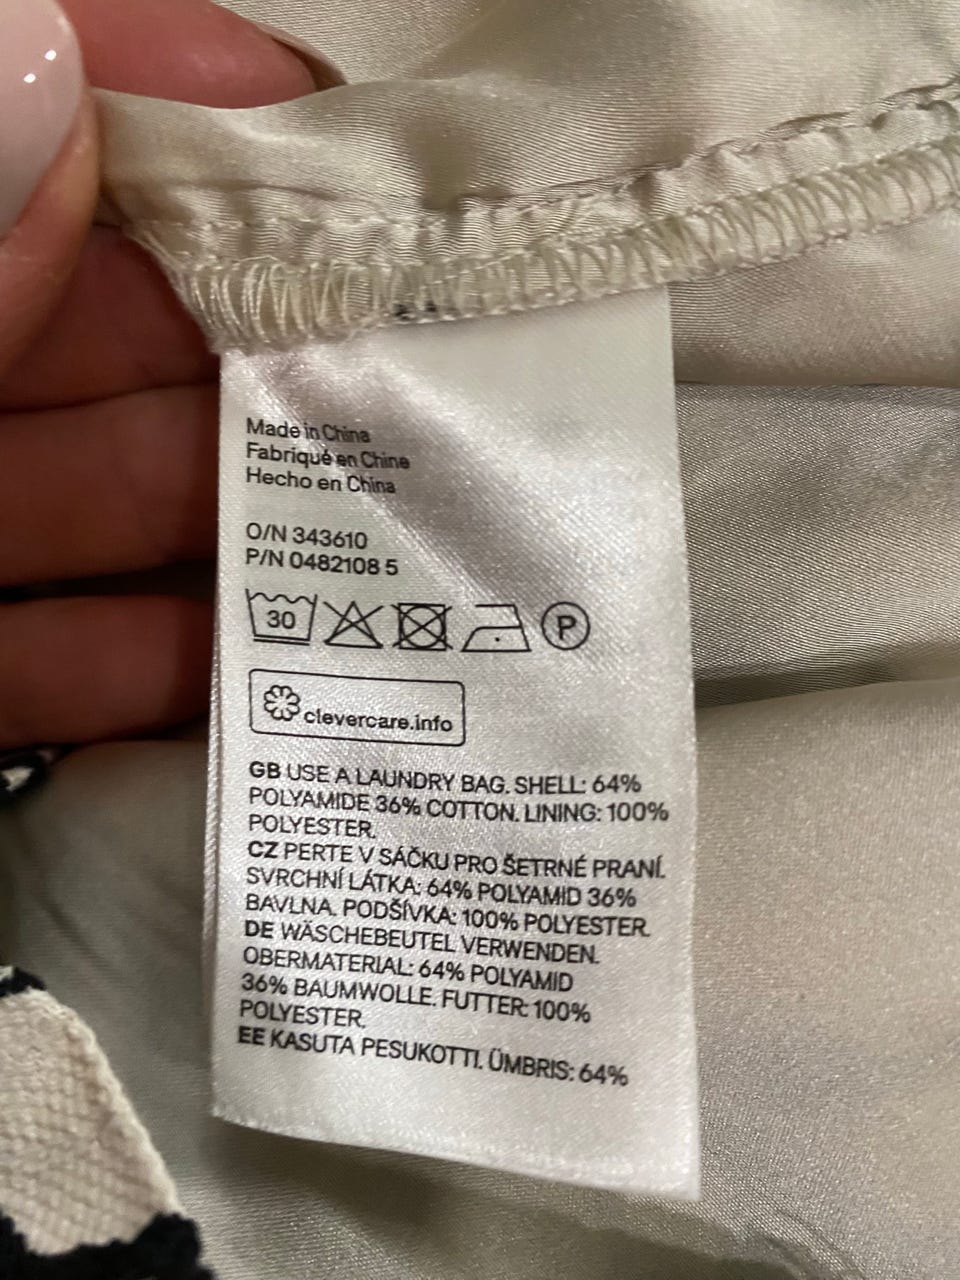 Made in China
Fabriqué en Chine
Hecho en China
O/N 343610
P/N 0482108 5
30 P
clevercare.info
GB USE A LAUNDRY BAG. SHELL: 64%
POLYAMIDE 36% COTTON. LINING: 100%
POLYESTER.
CZ PERTE V SÁČKU PRO ŠETRNÉ PRANÍ.
SVRCHNÍ LÁTKA: 64% POLYAMID 36%
BAVLNA. PODŠÍVKA: 100% POLYESTER.
DE WÄSCHEBEUTEL VERWENDEN.
OBERMATERIAL: 64% POLYAMID
36% BAUMWOLLE. FUTTER: 100%
POLYESTER.
EE KASUTA PESUKOTTI. ÜMBRIS: 64%